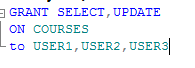 GRANT SELECT,UPDATE
ON COURSES
to USER1,USER2,USER3